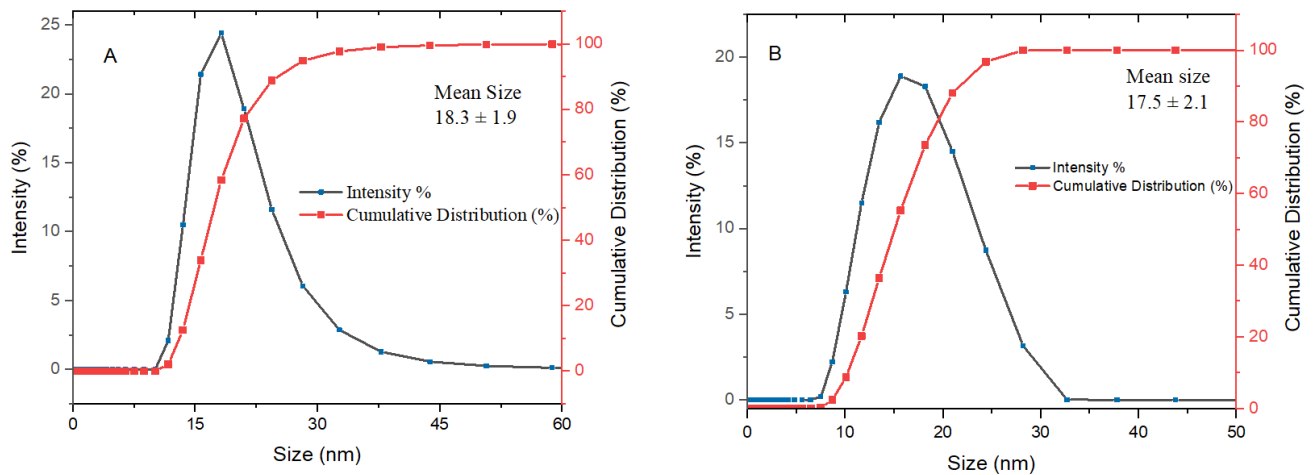 A
Mean Size
18.3 ± 1.9
Intensity %
Cumulative Distribution (%)
Intensity (%)
25
20
15
10
5
0
0
15
30
45
60
Size (nm)
100
80
60
40
20
0
Cumulative Distribution (%)
B
Mean size
17.5 ± 2.1
Intensity %
Cumulative Distribution (%)
Intensity (%)
20
15
10
5
0
0
10
20
30
40
50
Size (nm)
100
80
60
40
20
0
Cumulative Distribution (%)